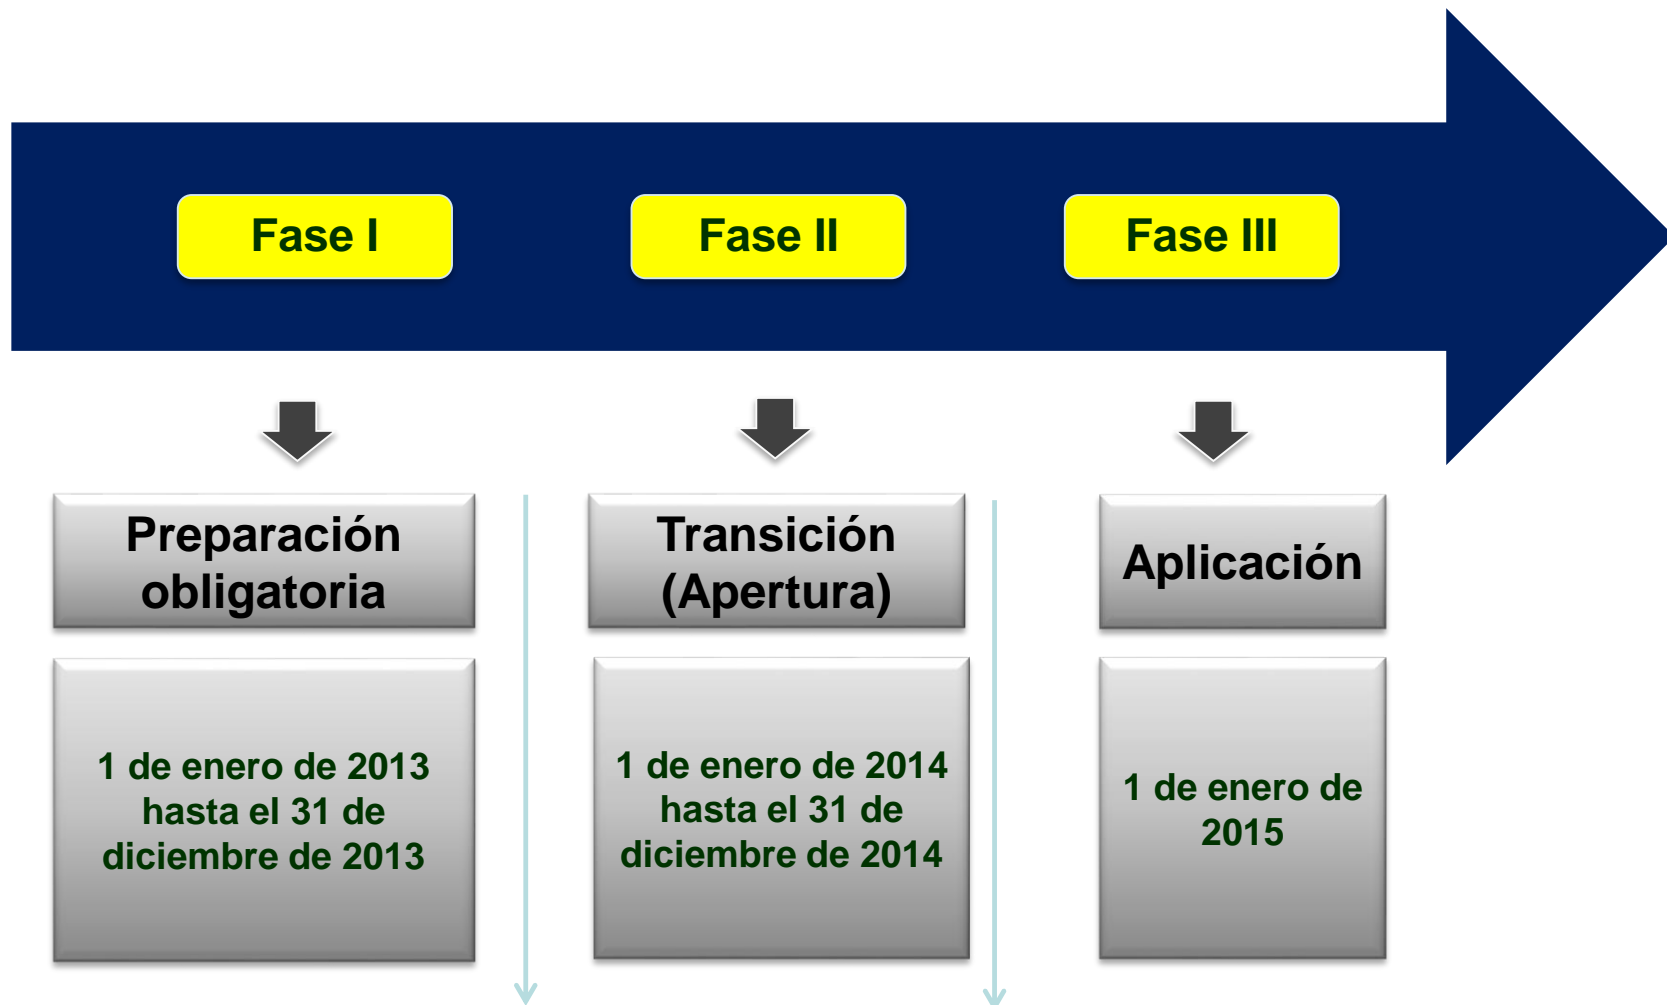 Fase I
Fase II
Fase III
Preparación
obligatoria
Transición
(Apertura)
Aplicación
1 de enero de 2013
hasta el 31 de
diciembre de 2013
1 de enero de 2014
hasta el 31 de
diciembre de 2014
1 de enero de
2015